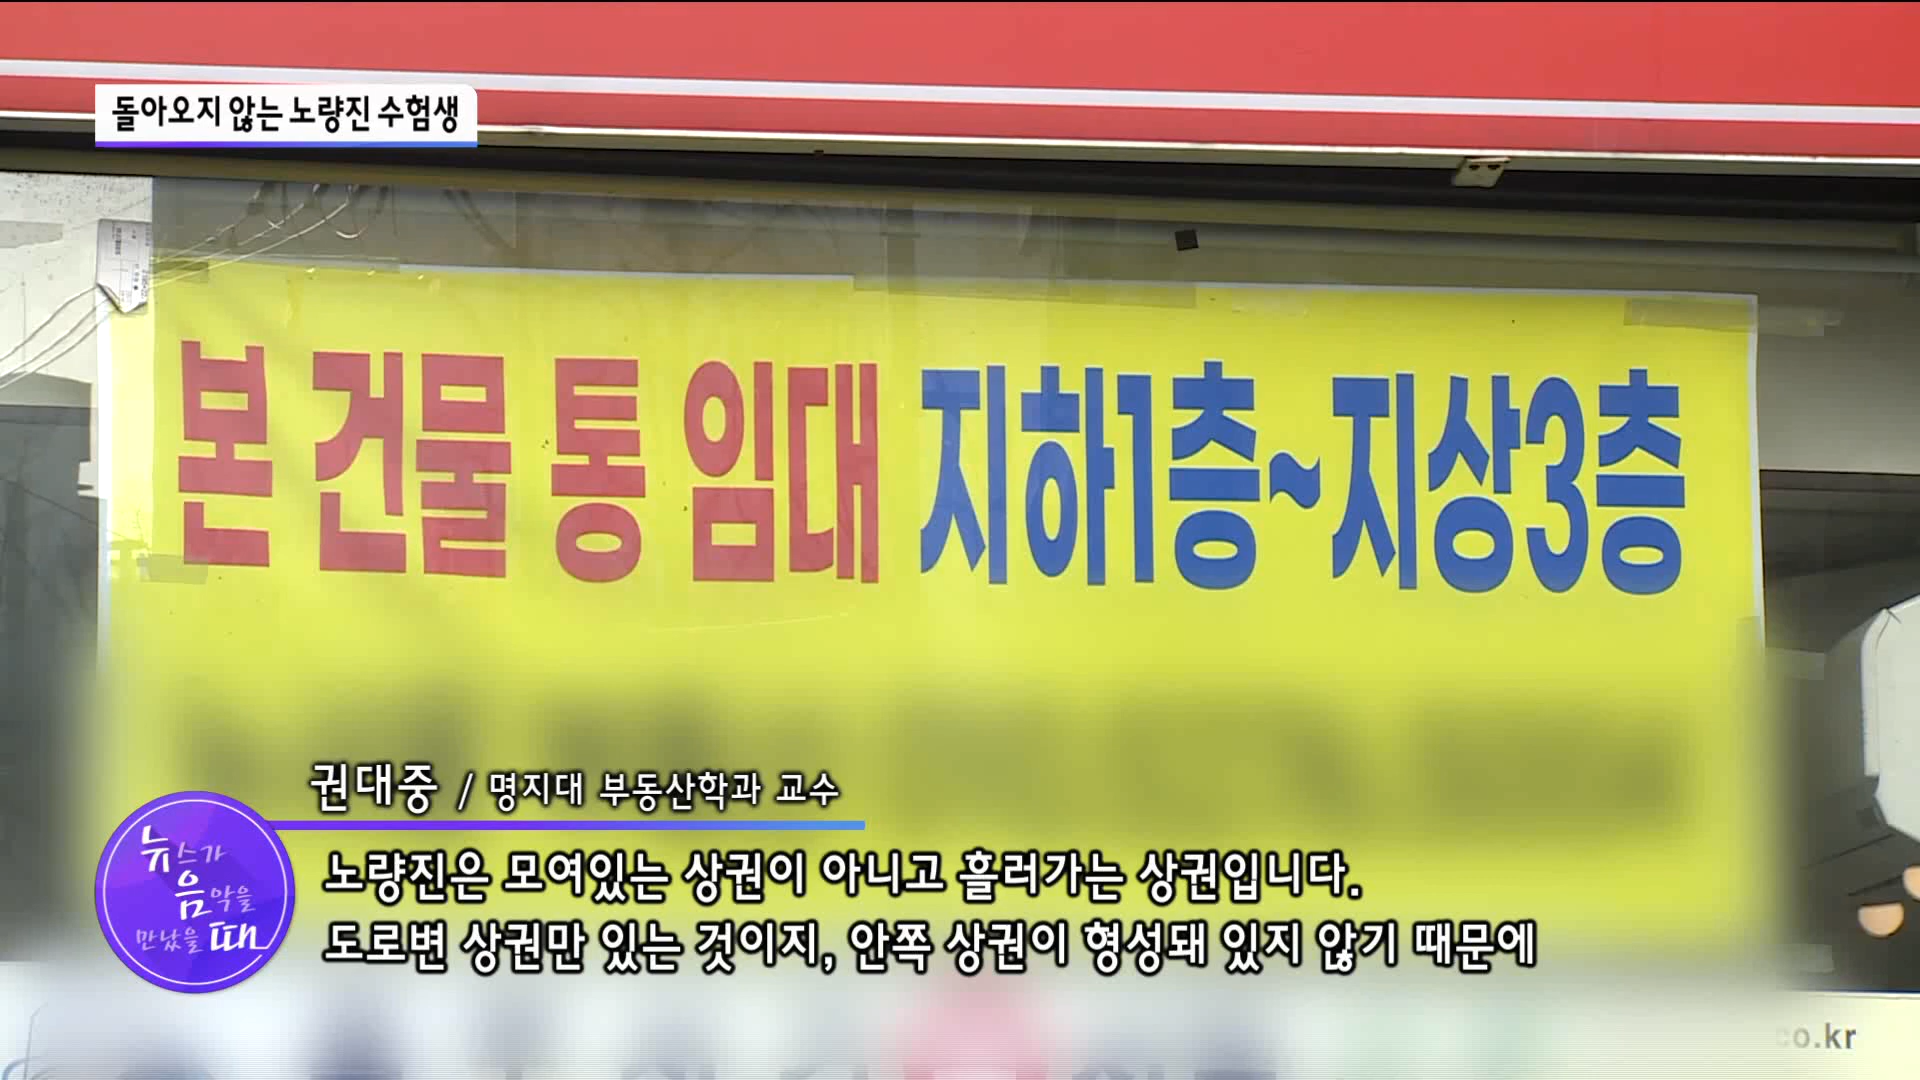 돌아오지 않는 노량진 수험생
본 건물 통 임대 지하1층~지상3층
권대중 / 명지대 부동산학과 교수
노량진은 모여있는 상권이 아니고 흘러가는 상권입니다.
도로변 상권만 있는 것이지, 안쪽 상권이 형성돼 있지 않기 때문에
뉴스가
음악을
만났을 때
co.kr